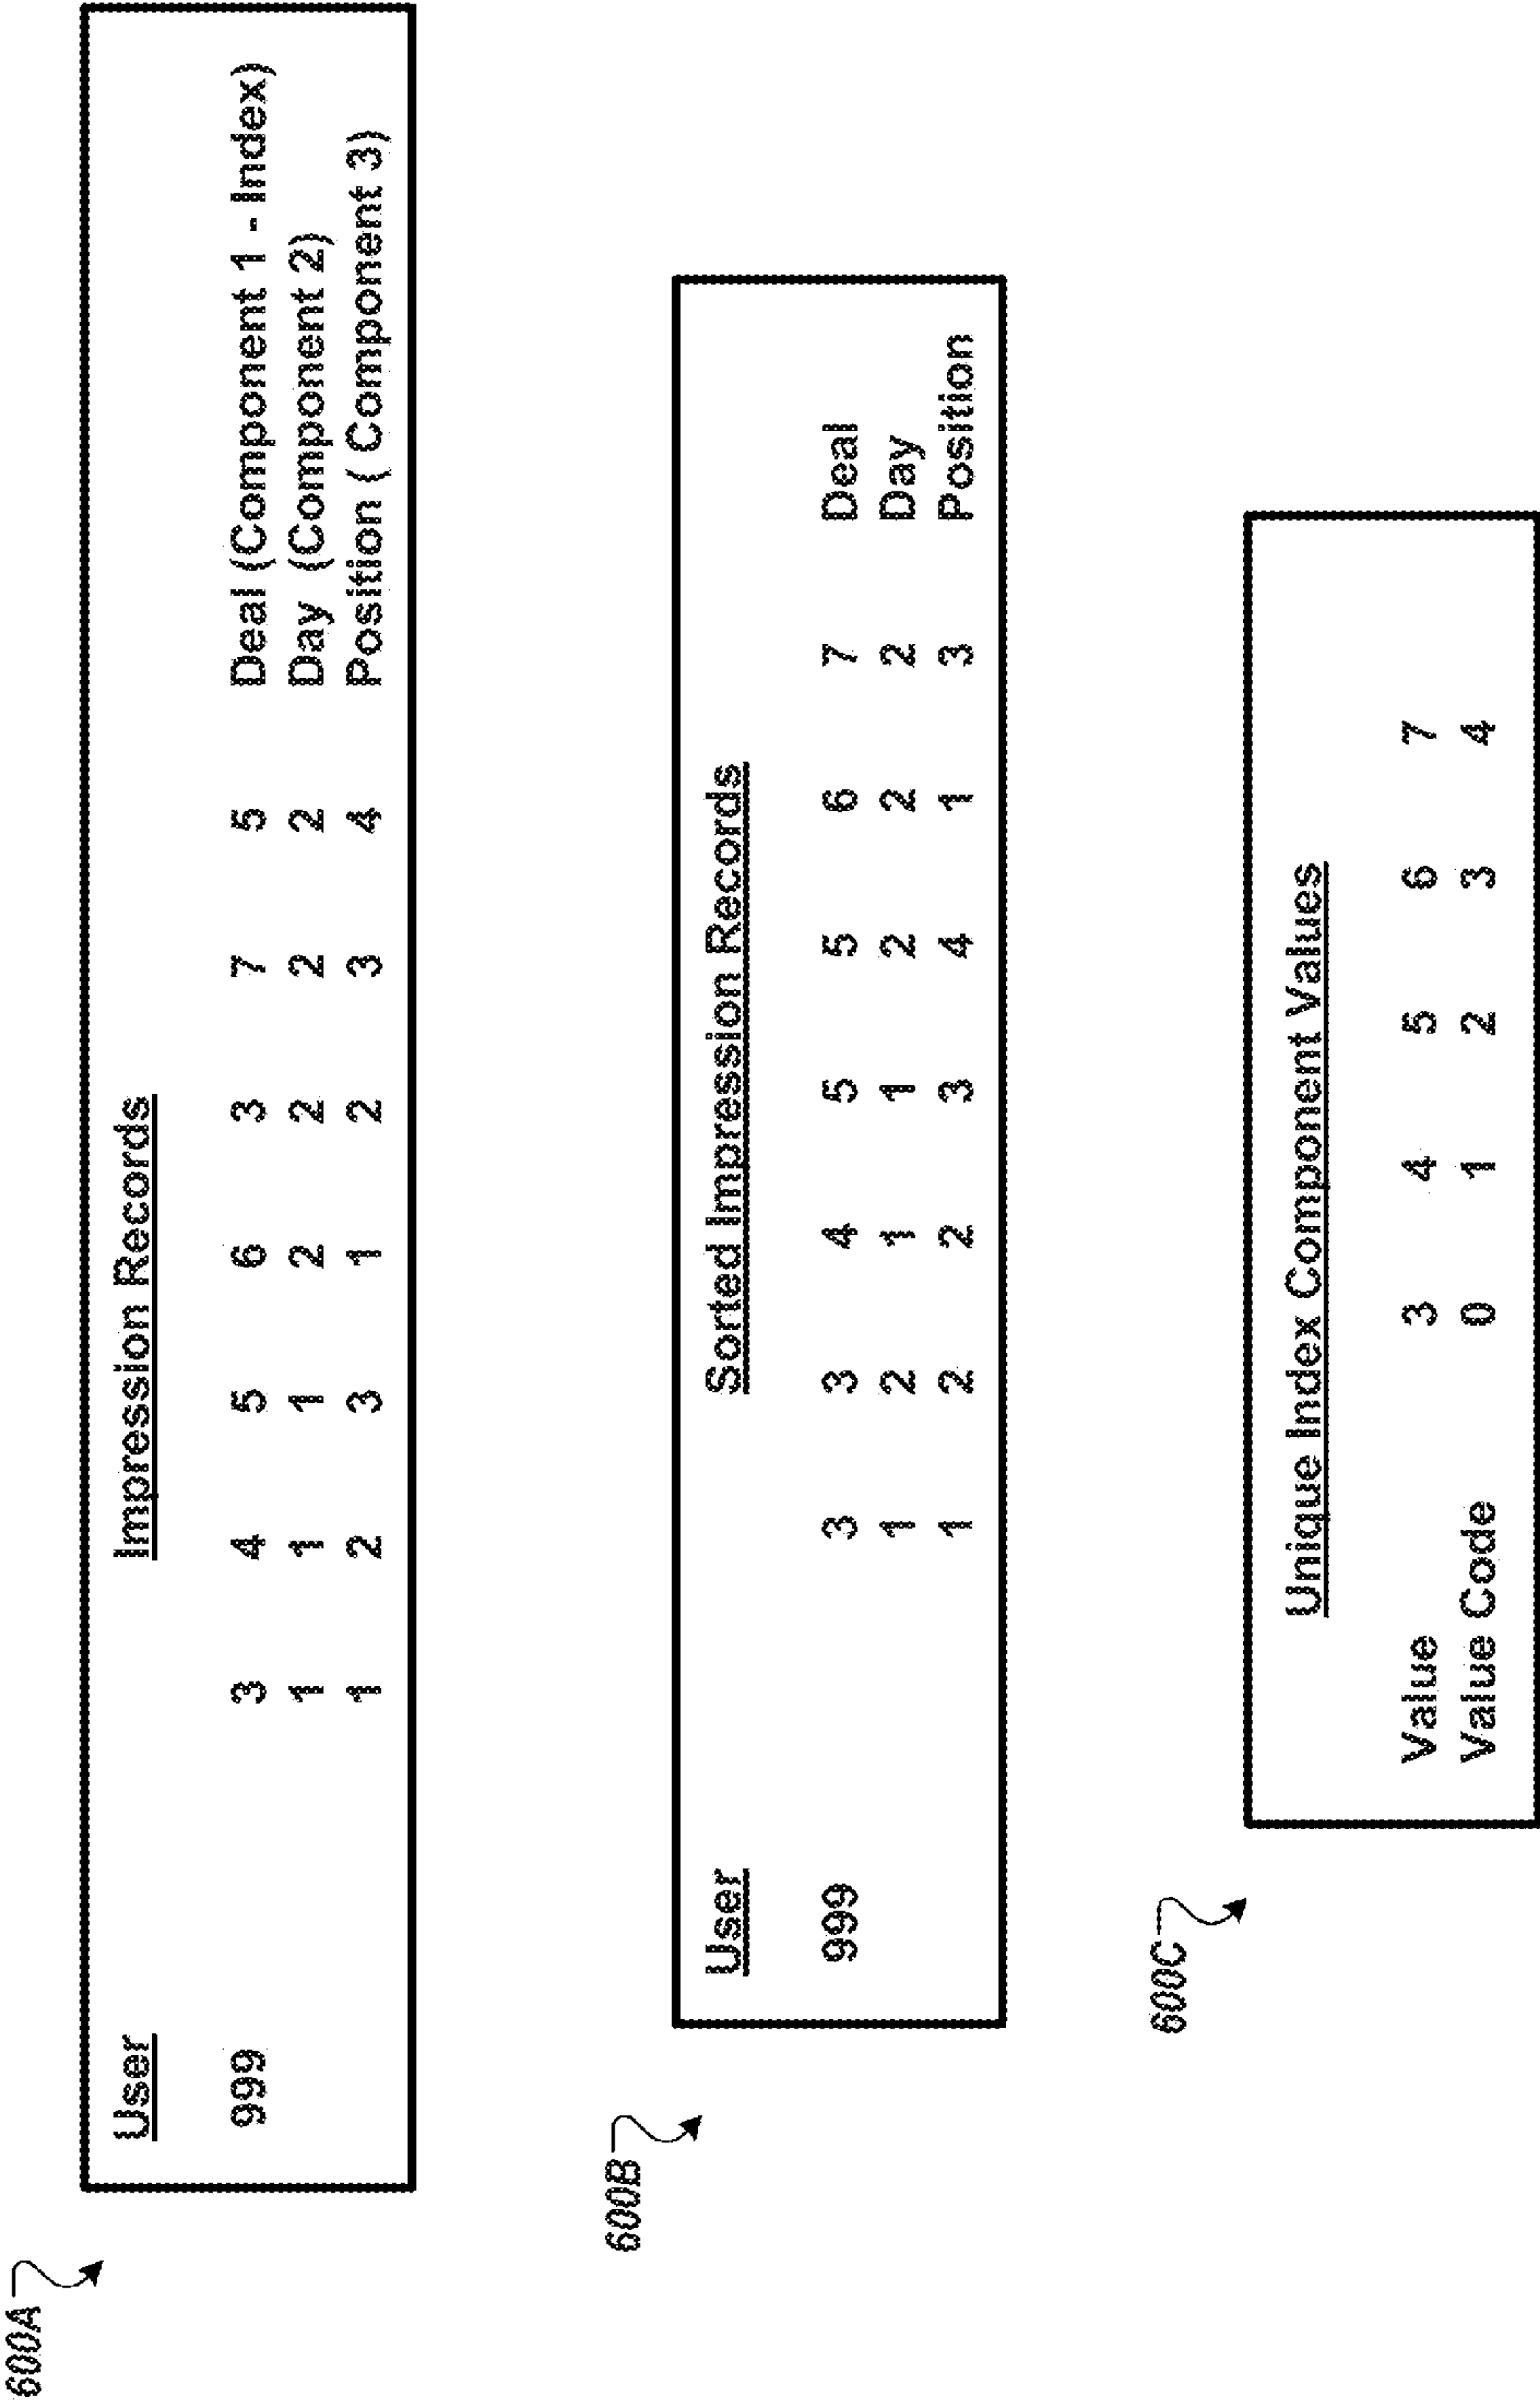 600A
User Impression Records
999 3 4 5 6 3 7 5 Deal (Component 1 - Index)
1 1 1 2 2 2 2 Day (Component 2)
1 2 3 1 2 3 4 Position ( Component 3)
600B
User Sorted Impression Records
999 3 3 4 5 5 6 7 Deal
1 2 1 1 2 2 2 Day
1 2 2 3 4 1 3 Position
600C
Unique Index Component Values
Value 3 4 5 6 7
Value Code 0 1 2 3 4